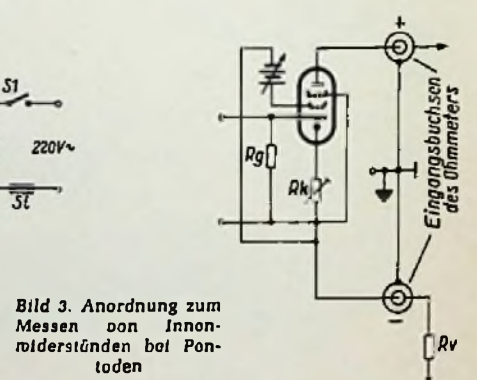 S1
220V~
Si
+
Rg
Rk
Eingangsbuchsen
des Ohmmeters
-
Rv
Bild 3. Anordnung zum
Messen von Innen-
widerständen bei Pen-
toden